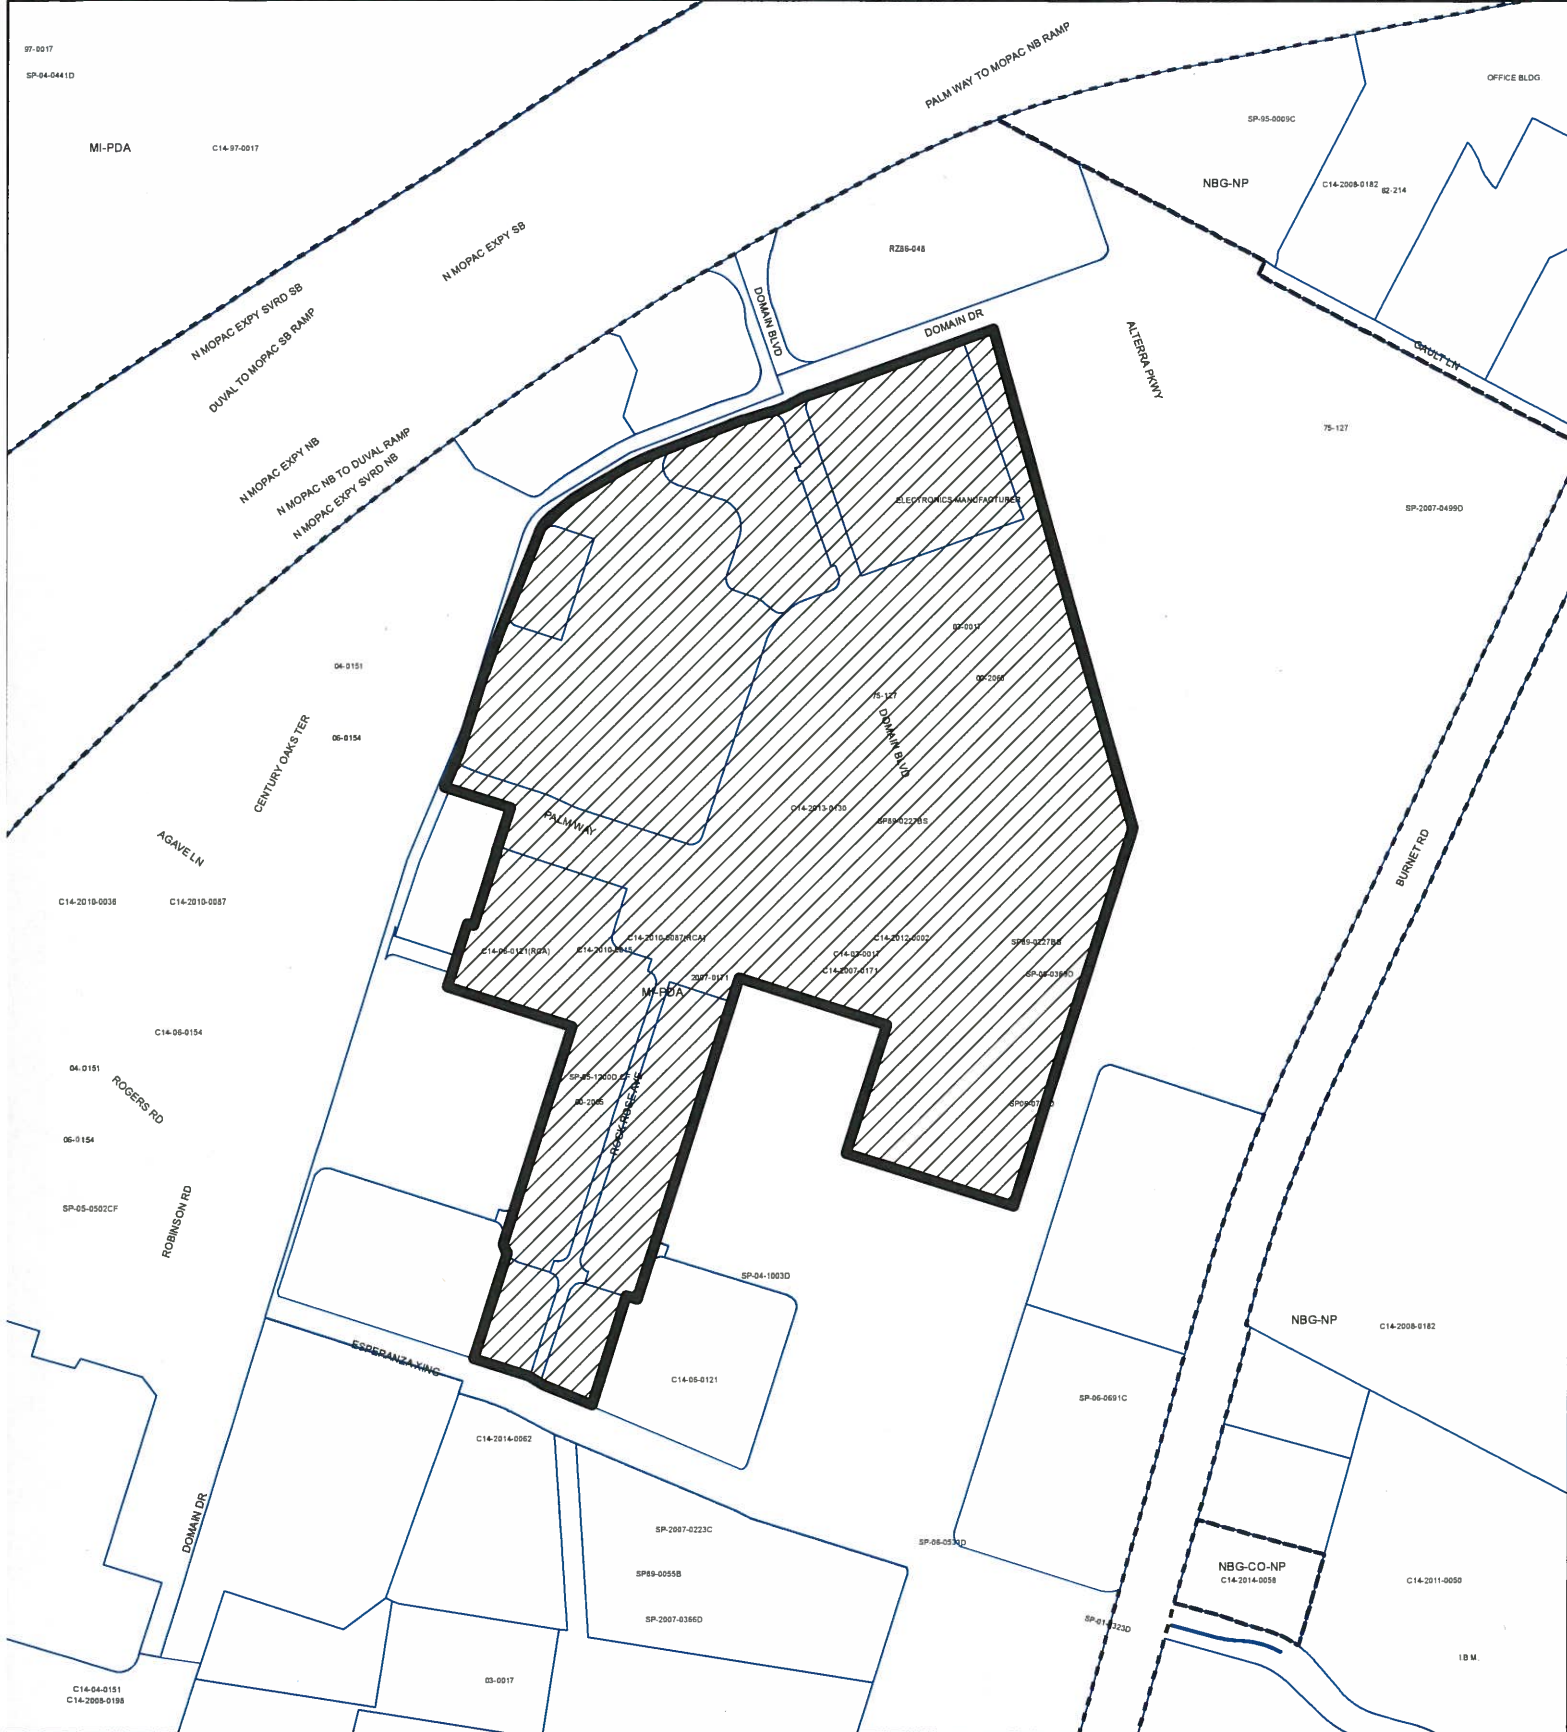 97-0017
SP-04-0441D
MI-PDA
C14-97-0017
PALM WAY TO MOPAC NB RAMP
OFFICE BLDG
SP-95-0009C
NBG-NP
C14-2008-0182
82-214
N MOPAC EXPY SB
RZ86-048
N MOPAC EXPY SVRD SB
DUVAL TO MOPAC SB RAMP
DOMAIN BLVD
DOMAIN DR
ALTERRA PKWY
GAULT LN
75-127
N MOPAC EXPY NB
N MOPAC NB TO DUVAL RAMP
N MOPAC EXPY SVRD NB
ELECTRONICS MANUFACTURER
SP-2007-0499D
04-0151
06-0154
CENTURY OAKS TER
75-127
DOMAIN BLVD
C14-2013-0130
SP89-0227BS
PALM WAY
AGAVE LN
BURNET RD
C14-2010-0036
C14-2010-0087
C14-06-0121(RCA)
C14-2010-0087(RCA)
C14-2012-0002
SP89-0227BS
C14-03-0017
C14-2007-0171
2007-0171
MI-PDA
C14-06-0154
04-0151
ROGERS RD
ROCK ROSE AVE
06-0154
SP-05-0502CF
ROBINSON RD
SP-04-1003D
NBG-NP
C14-2008-0182
ESPERANZA XING
C14-06-0121
SP-06-0691C
C14-2014-0062
DOMAIN DR
SP-2007-0223C
SP89-0055B
SP-2007-0366D
NBG-CO-NP
C14-2014-0056
C14-2011-0050
03-0017
I.B.M.
C14-04-0151
C14-2008-0198